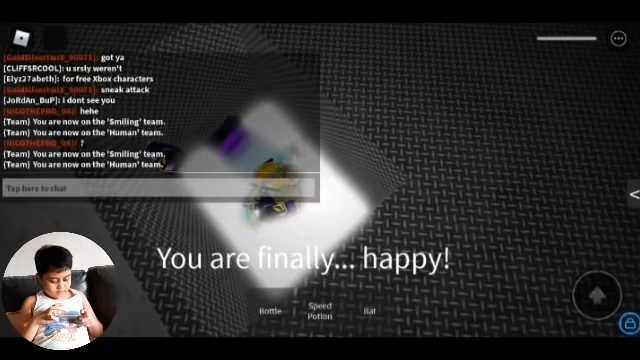 [GoldSilverTwiX_90071]: got ya
[CLIFFSRCOOL]: u srsly weren't
[Elyz27abeth]: for free Xbox characters
[GoldSilverTwiX_90071]: sneak attack
[JoRdAn_BuP]: i dont see you
[NICOTHEPRO_04]: hehe
{Team} You are now on the 'Smiling' team.
{Team} You are now on the 'Human' team.
[NICOTHEPRO_04]: ?
{Team} You are now on the 'Smiling' team.
{Team} You are now on the 'Human' team.
Tap here to chat
You are finally... happy!
Bottle
Speed
Potion
Bat